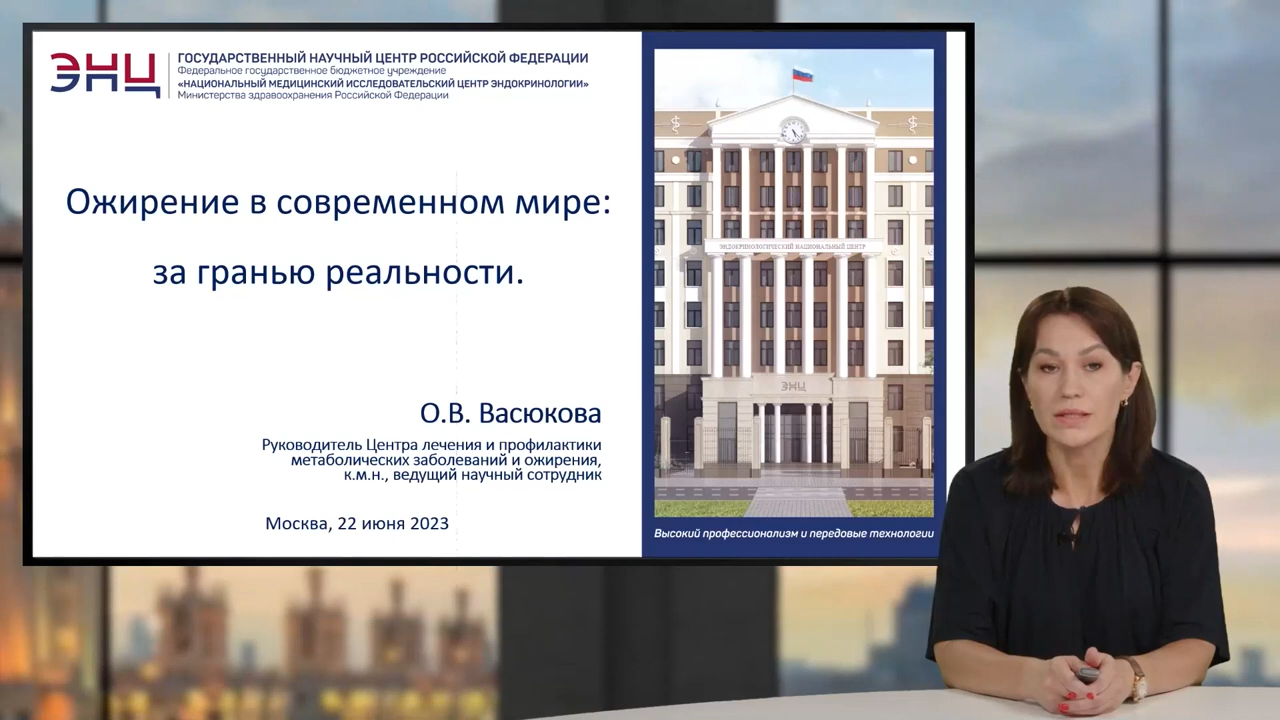 ЭНЦ
ГОСУДАРСТВЕННЫЙ НАУЧНЫЙ ЦЕНТР РОССИЙСКОЙ ФЕДЕРАЦИИ
Федеральное государственное бюджетное учреждение
«НАЦИОНАЛЬНЫЙ МЕДИЦИНСКИЙ ИССЛЕДОВАТЕЛЬСКИЙ ЦЕНТР ЭНДОКРИНОЛОГИИ»
Министерства здравоохранения Российской Федерации
Ожирение в современном мире:
за гранью реальности.
О.В. Васюкова
Руководитель Центра лечения и профилактики
метаболических заболеваний и ожирения,
к.м.н., ведущий научный сотрудник
Москва, 22 июня 2023
ЭНДОКРИНОЛОГИЧЕСКИЙ НАЦИОНАЛЬНЫЙ ЦЕНТР
ЭНЦ
Высокий профессионализм и передовые технологии